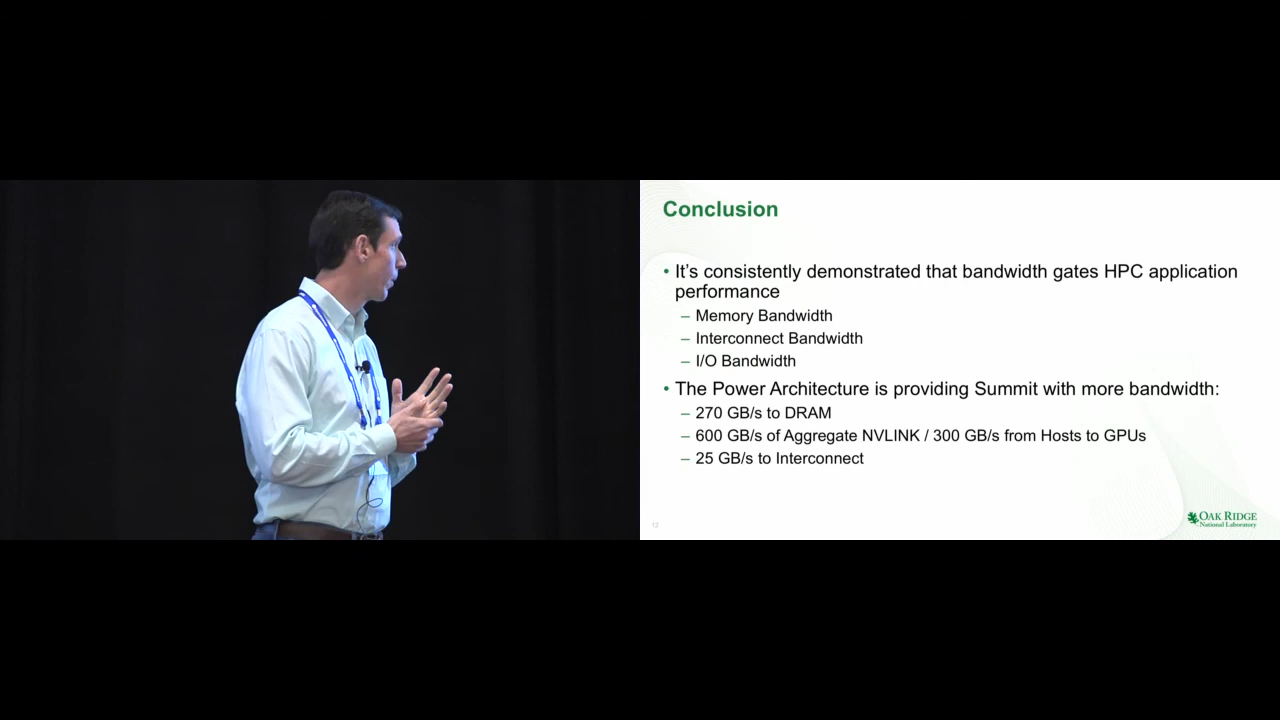 Conclusion
• It's consistently demonstrated that bandwidth gates HPC application
performance
– Memory Bandwidth
– Interconnect Bandwidth
– I/O Bandwidth
• The Power Architecture is providing Summit with more bandwidth:
– 270 GB/s to DRAM
– 600 GB/s of Aggregate NVLINK / 300 GB/s from Hosts to GPUs
– 25 GB/s to Interconnect
12
OAK RIDGE
National Laboratory